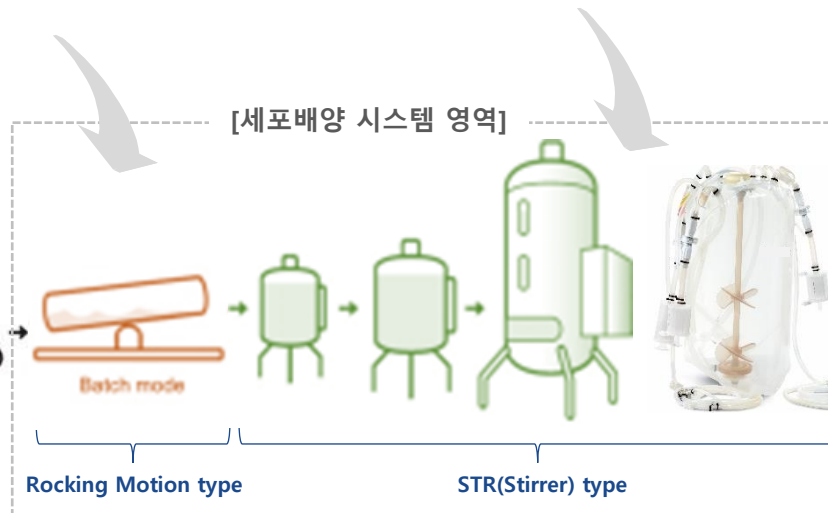 [세포배양 시스템 영역]
Batch mode
Rocking Motion type
STR(Stirrer) type